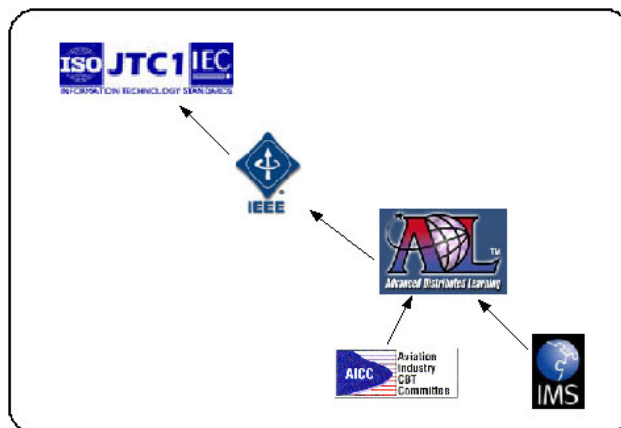 ISO JTC1 IEC
INFORMATION TECHNOLOGY STANDARDS
IEEE
ADL TM
Advanced Distributed Learning
AICC
Aviation
Industry
CBT
Committee
IMS